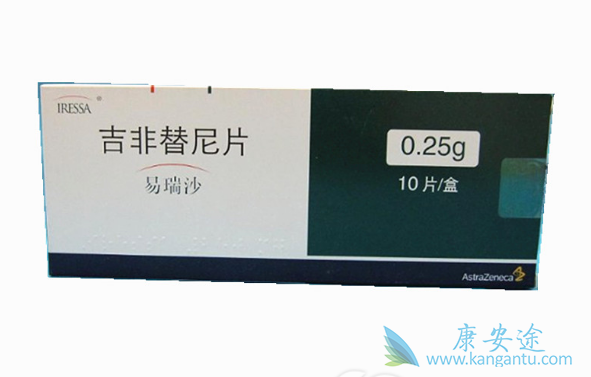 IRESSA®
吉非替尼片
易瑞沙
0.25g
10片/盒
AstraZeneca
康安途
www.kangantu.com